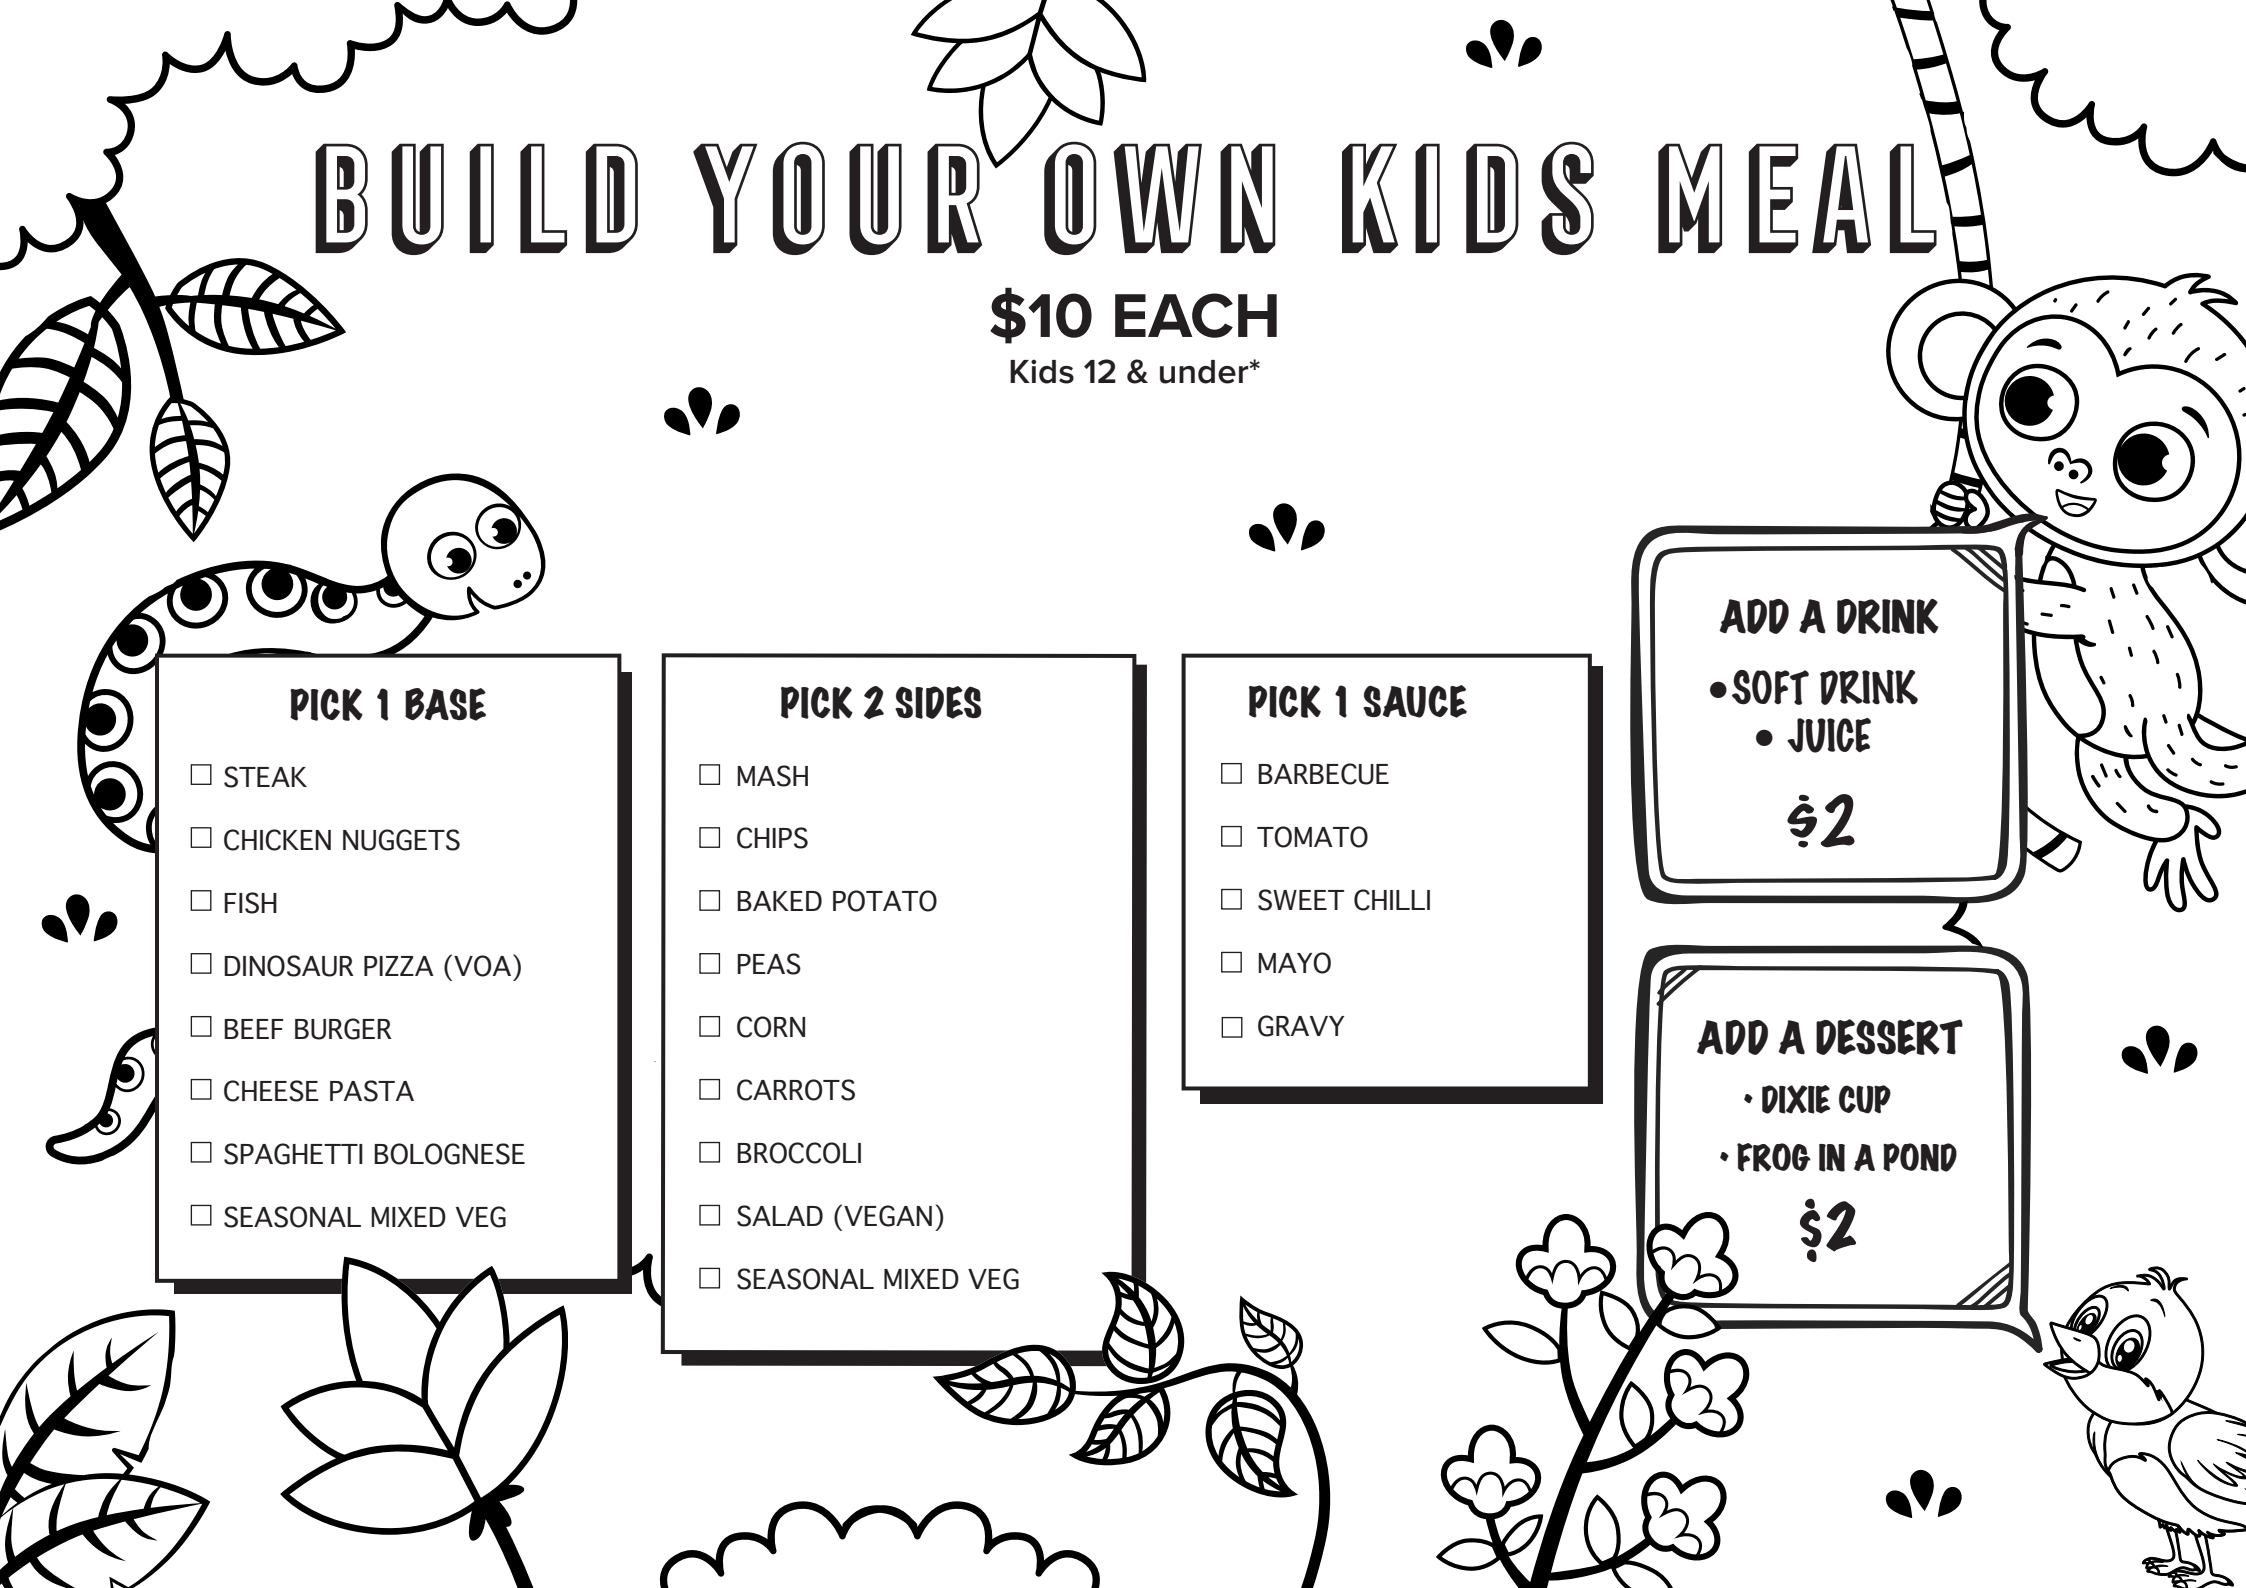 BUILD YOUR OWN KIDS MEAL
$10 EACH
Kids 12 & under*
PICK 1 BASE
☐ STEAK
☐ CHICKEN NUGGETS
☐ FISH
☐ DINOSAUR PIZZA (VOA)
☐ BEEF BURGER
☐ CHEESE PASTA
☐ SPAGHETTI BOLOGNESE
☐ SEASONAL MIXED VEG
PICK 2 SIDES
☐ MASH
☐ CHIPS
☐ BAKED POTATO
☐ PEAS
☐ CORN
☐ CARROTS
☐ BROCCOLI
☐ SALAD (VEGAN)
☐ SEASONAL MIXED VEG
PICK 1 SAUCE
☐ BARBECUE
☐ TOMATO
☐ SWEET CHILLI
☐ MAYO
☐ GRAVY
ADD A DRINK
• SOFT DRINK
• JUICE
$2
ADD A DESSERT
• DIXIE CUP
• FROG IN A POND
$2